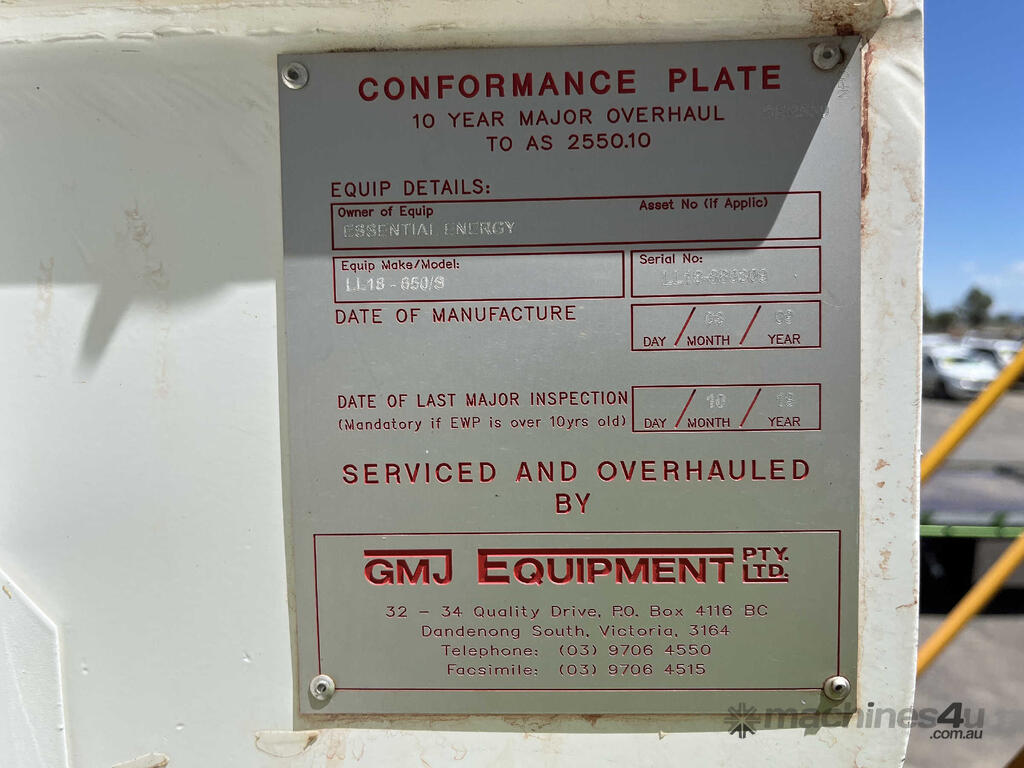 CONFORMANCE PLATE
10 YEAR MAJOR OVERHAUL
TO AS 2550.10
EQUIP DETAILS:
Owner of Equip Asset No (if Applic)
ESSENTIAL ENERGY
Equip Make/Model: Serial No:
LL18 - 650/S
DATE OF MANUFACTURE
DAY / MONTH / YEAR
10
DATE OF LAST MAJOR INSPECTION
(Mandatory if EWP is over 10yrs old) DAY / MONTH / YEAR
SERVICED AND OVERHAULED
BY
GMJ EQUIPMENT PTY. LTD.
32 - 34 Quality Drive, P.O. Box 4116 BC
Dandenong South, Victoria, 3164
Telephone: (03) 9706 4550
Facsimile: (03) 9706 4515
machines4u
.com.au